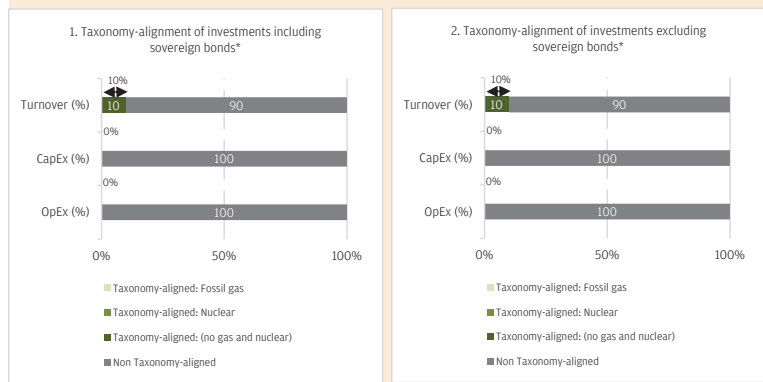 1. Taxonomy-alignment of investments including
sovereign bonds*
10%
Turnover (%)
10
90
0%
CapEx (%)
100
0%
OpEx (%)
100
0%
50%
100%
Taxonomy-aligned: Fossil gas
Taxonomy-aligned: Nuclear
Taxonomy-aligned: (no gas and nuclear)
Non Taxonomy-aligned
2. Taxonomy-alignment of investments excluding
sovereign bonds*
10%
Turnover (%)
10
90
0%
CapEx (%)
100
0%
OpEx (%)
100
0%
50%
100%
Taxonomy-aligned: Fossil gas
Taxonomy-aligned: Nuclear
Taxonomy-aligned: (no gas and nuclear)
Non Taxonomy-aligned